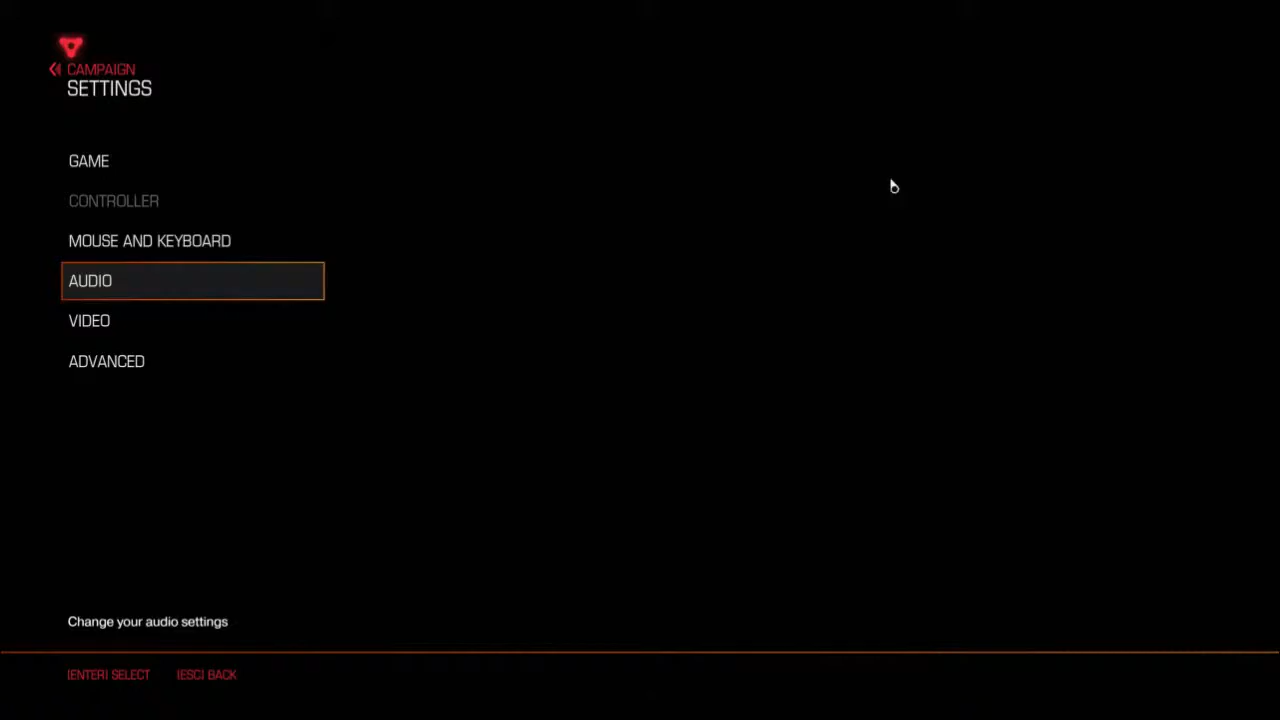 CAMPAIGN
SETTINGS
GAME
CONTROLLER
MOUSE AND KEYBOARD
AUDIO
VIDEO
ADVANCED
Change your audio settings
[ENTER] SELECT [ESC] BACK